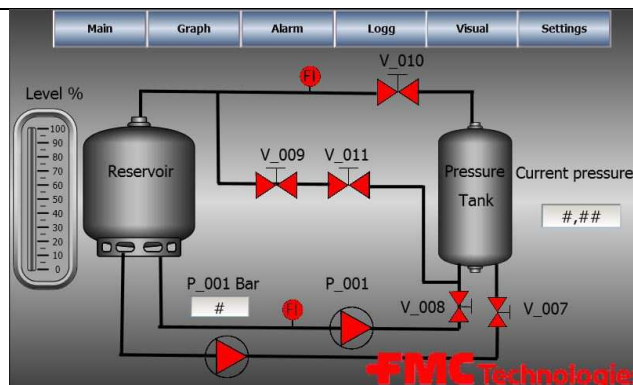 Main Graph Alarm Logg Visual Settings
V_010
FI
Level %
100
90
80
70
60
50
40
30
20
10
0
Reservoir
V_009 V_011
Pressure
Tank
Current pressure
#,##
P_001 Bar
#
P_001
FI
V_008
V_007
FMC Technologies